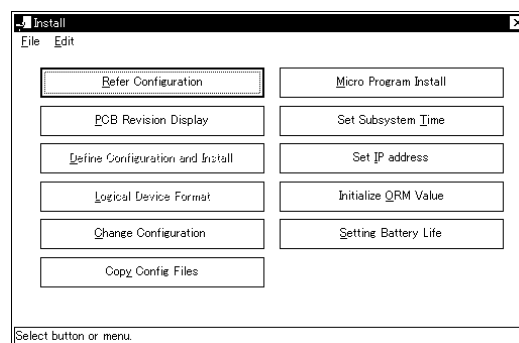 Install
File Edit
Refer Configuration
Micro Program Install
PCB Revision Display
Set Subsystem Time
Define Configuration and Install
Set IP address
Logical Device Format
Initialize ORM Value
Change Configuration
Setting Battery Life
Copy Config Files
Select button or menu.